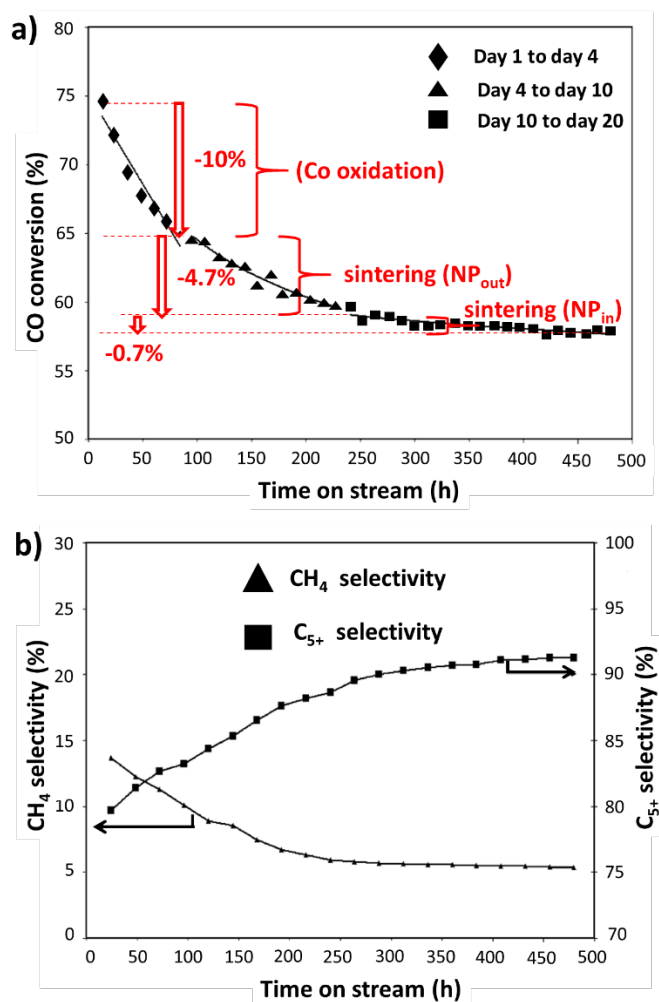 a)
80
75
70
65
60
55
50
CO conversion (%)
Day 1 to day 4
Day 4 to day 10
Day 10 to day 20
-10%
(Co oxidation)
-4.7%
sintering (NPout)
sintering (NPin)
-0.7%
0 50 100 150 200 250 300 350 400 450 500
Time on stream (h)
b)
30
25
20
15
10
5
0
CH4 selectivity (%)
CH4 selectivity
C5+ selectivity
100
95
90
85
80
75
70
C5+ selectivity (%)
0 50 100 150 200 250 300 350 400 450 500
Time on stream (h)